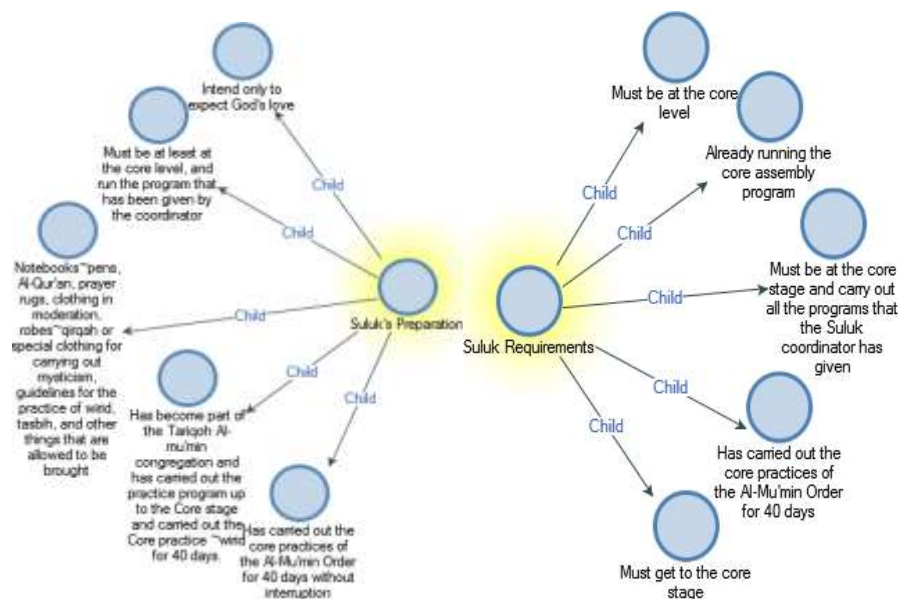 Intend only to
expect God's love
Child
Must be at least at
the core level, and
run the program that
has been given by
the coordinator
Child
Notebooks~pens,
Al-Qur'an, prayer
rugs, clothing in
moderation,
robes~qirqah or
special clothing for
carrying out
mysticism,
guidelines for the
practice of wirid,
tasbih, and other
things that are
allowed to be
brought
Child
Suluk's Preparation
Child
Has become part of
the Tariqoh Al-
mu'min
congregation and
has carried out the
practice program up
to the Core stage
and carried out the
Core practice ~wirid
for 40 days.
Child
Has carried out the
core practices of
the Al-Mu'min
Order for 40 days without
interruption
Must be at the core
level
Child
Already running the
core assembly
program
Child
Must be at the core
stage and carry out
all the programs that
the Suluk
coordinator has
given
Child
Suluk Requirements
Child
Has carried out the
core practices of
the Al-Mu'min Order
for 40 days
Child
Must get to the core
stage